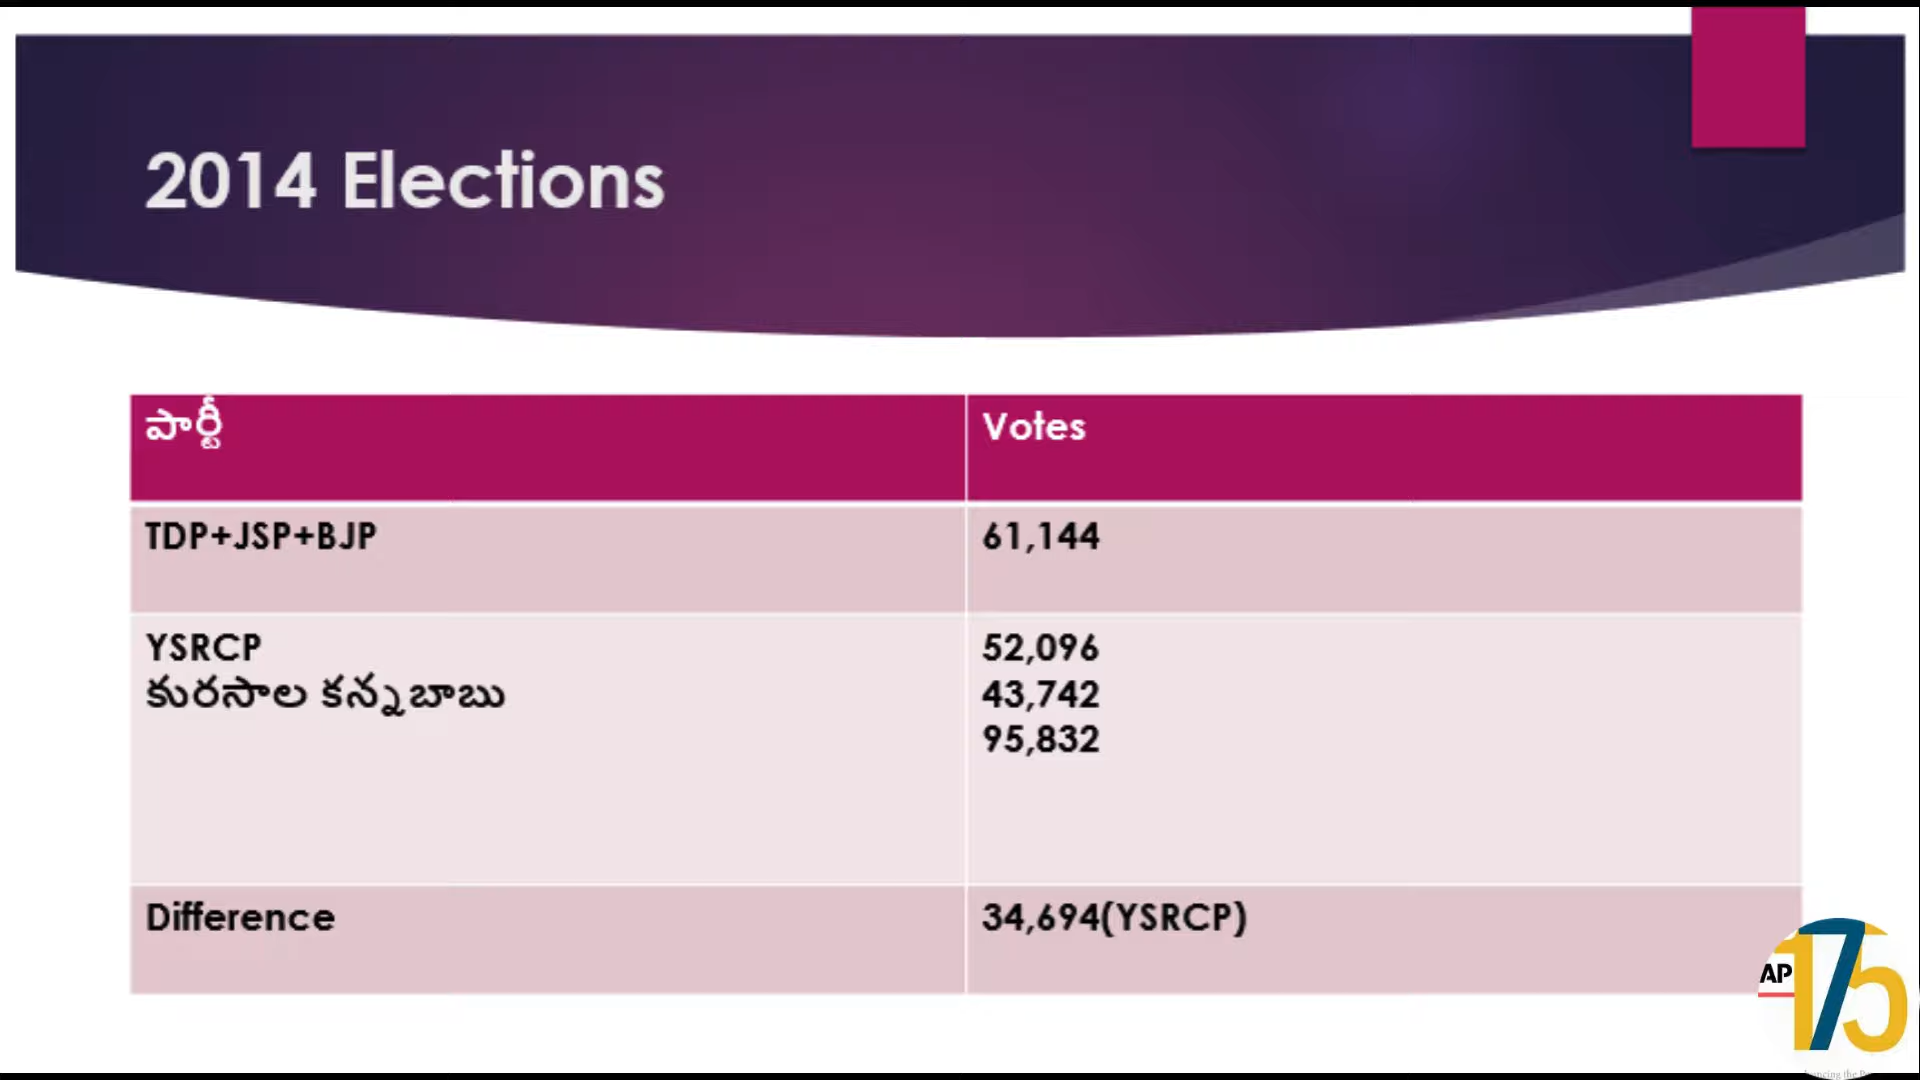 2014 Elections
పార్టీ
Votes
TDP+JSP+BJP
61,144
YSRCP
52,096
కురసాల కన్నబాబు
43,742
95,832
Difference
34,694(YSRCP)
AP
175